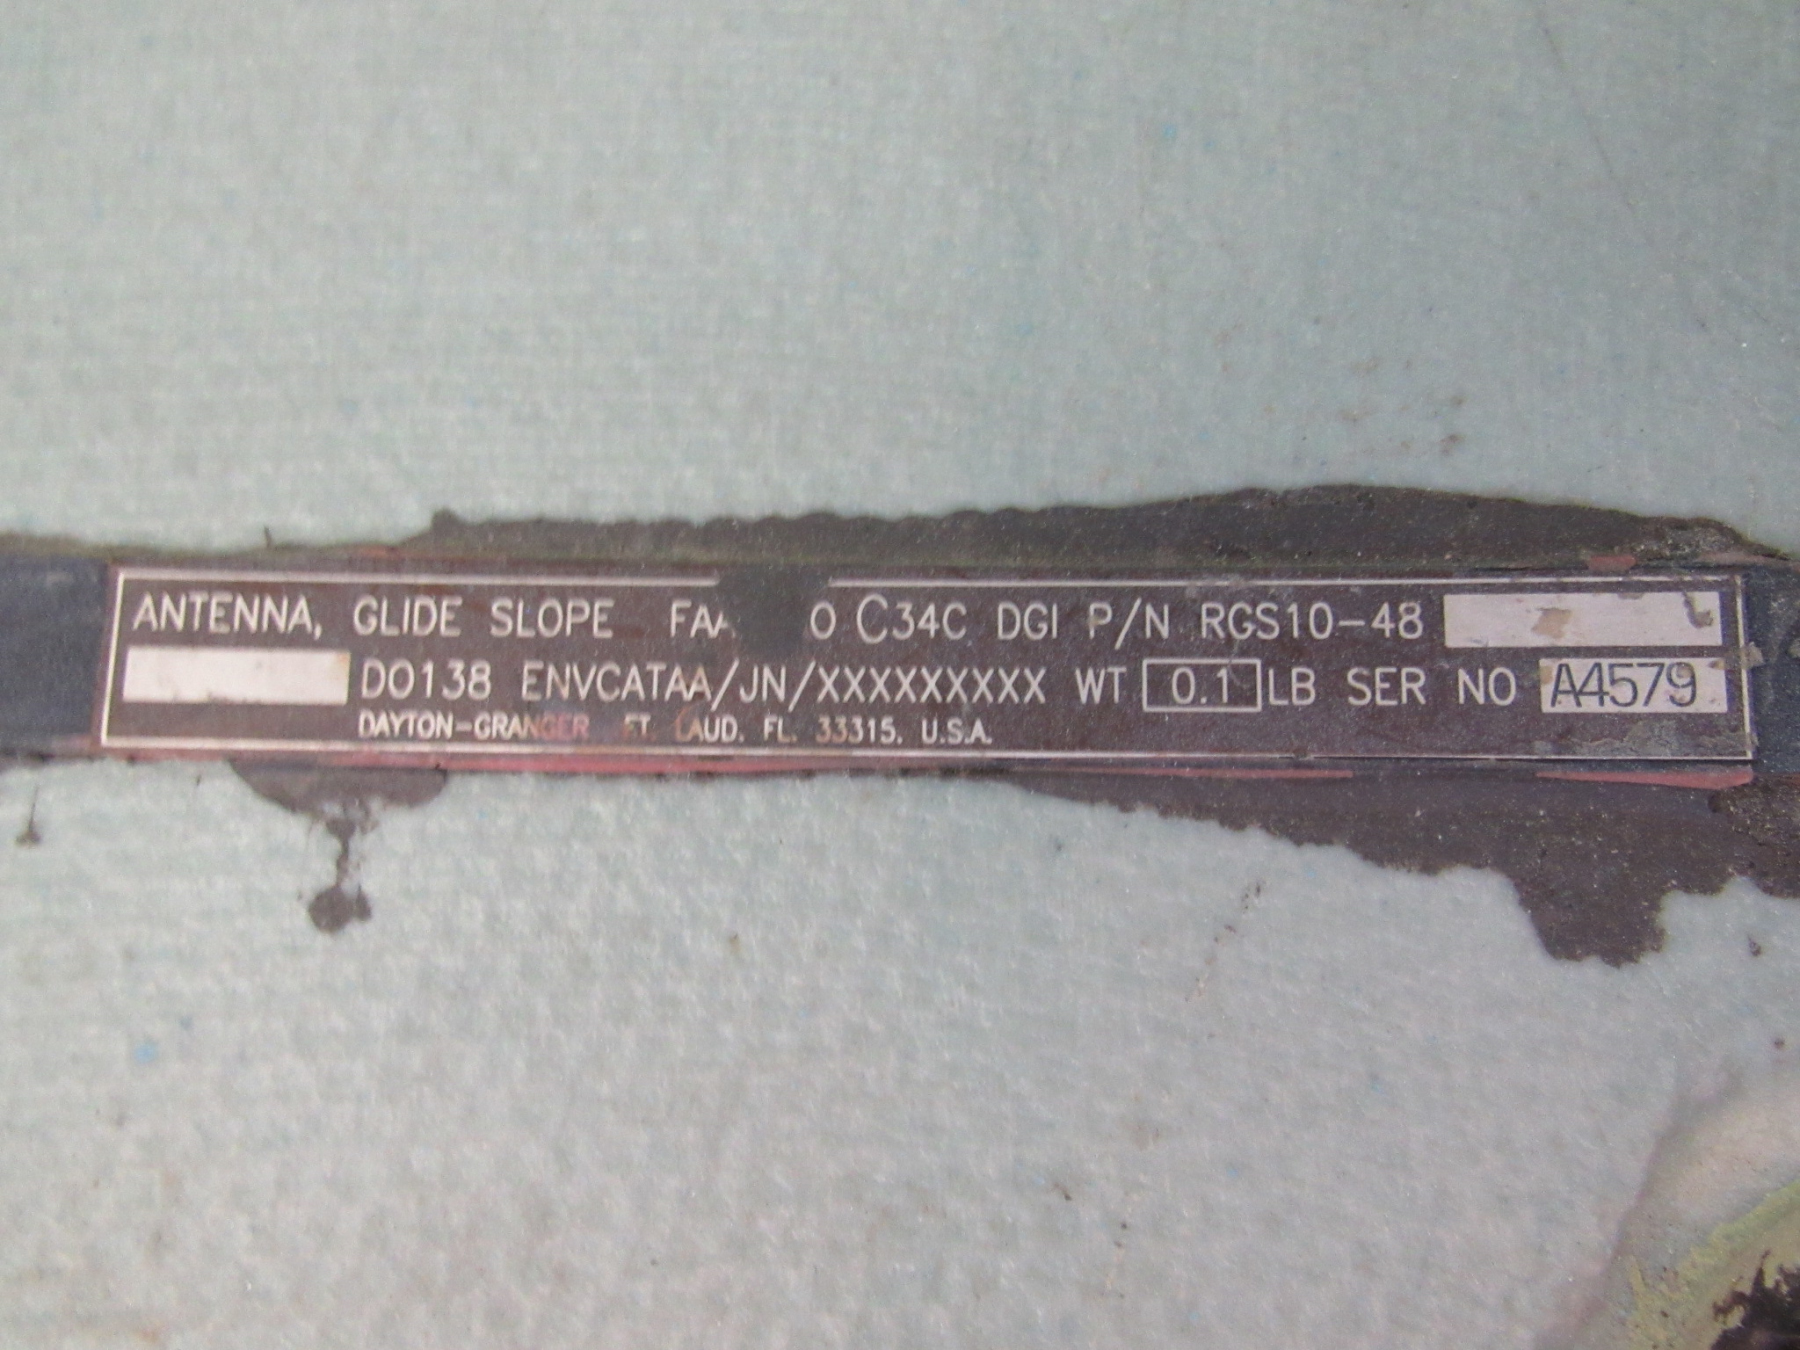 ANTENNA, GLIDE SLOPE C34C DGI P/N RGS10-48
DO138 ENVCATAA/JN/XXXXXXXXX WT 0.1 LB SER NO A4579
DAYTON-GRANGER FT. LAUD. FL. 33315. U.S.A.